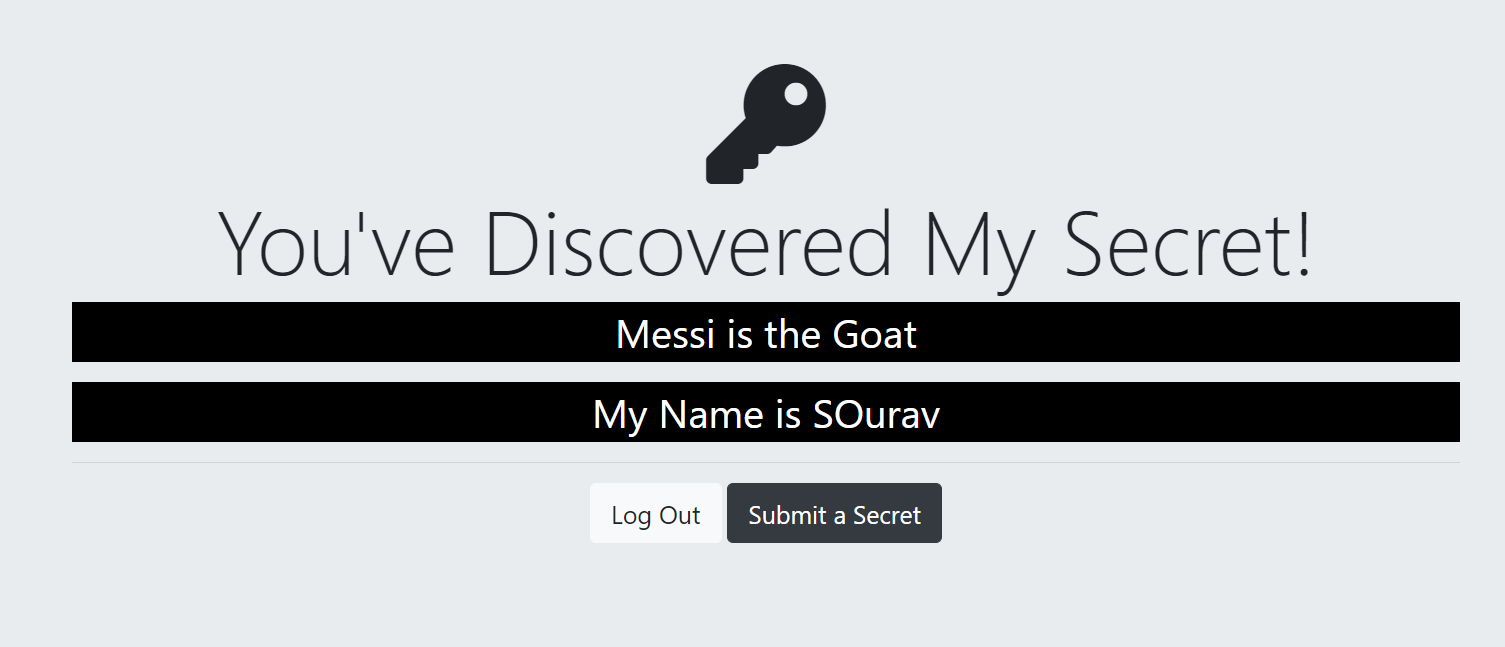 You've Discovered My Secret!
Messi is the Goat
My Name is SOurav
Log Out Submit a Secret